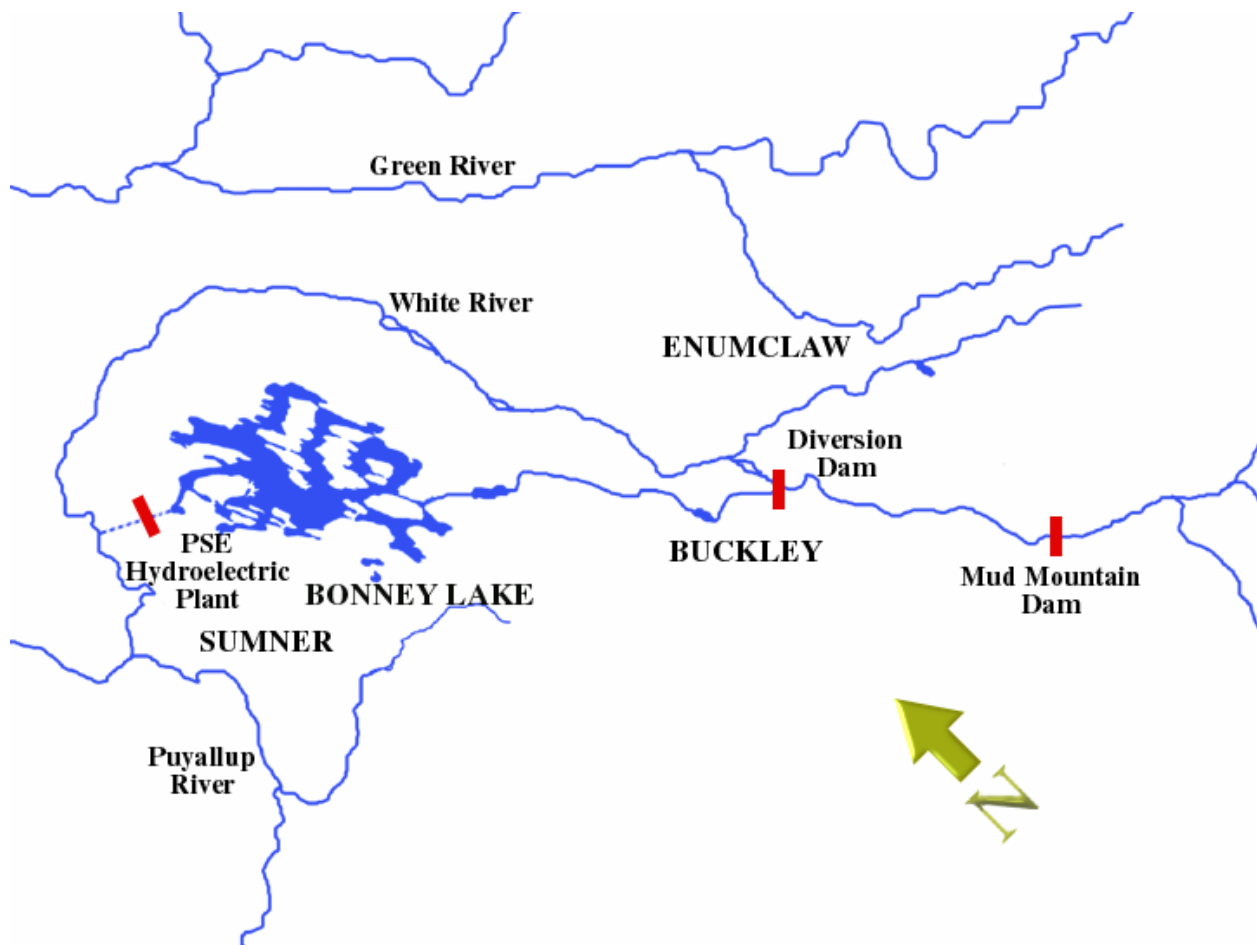 Green River
White River
ENUMCLAW
Diversion
Dam
PSE
Hydroelectric
Plant
BUCKLEY
Mud Mountain
Dam
BONNEY LAKE
SUMNER
Puyallup
River
N